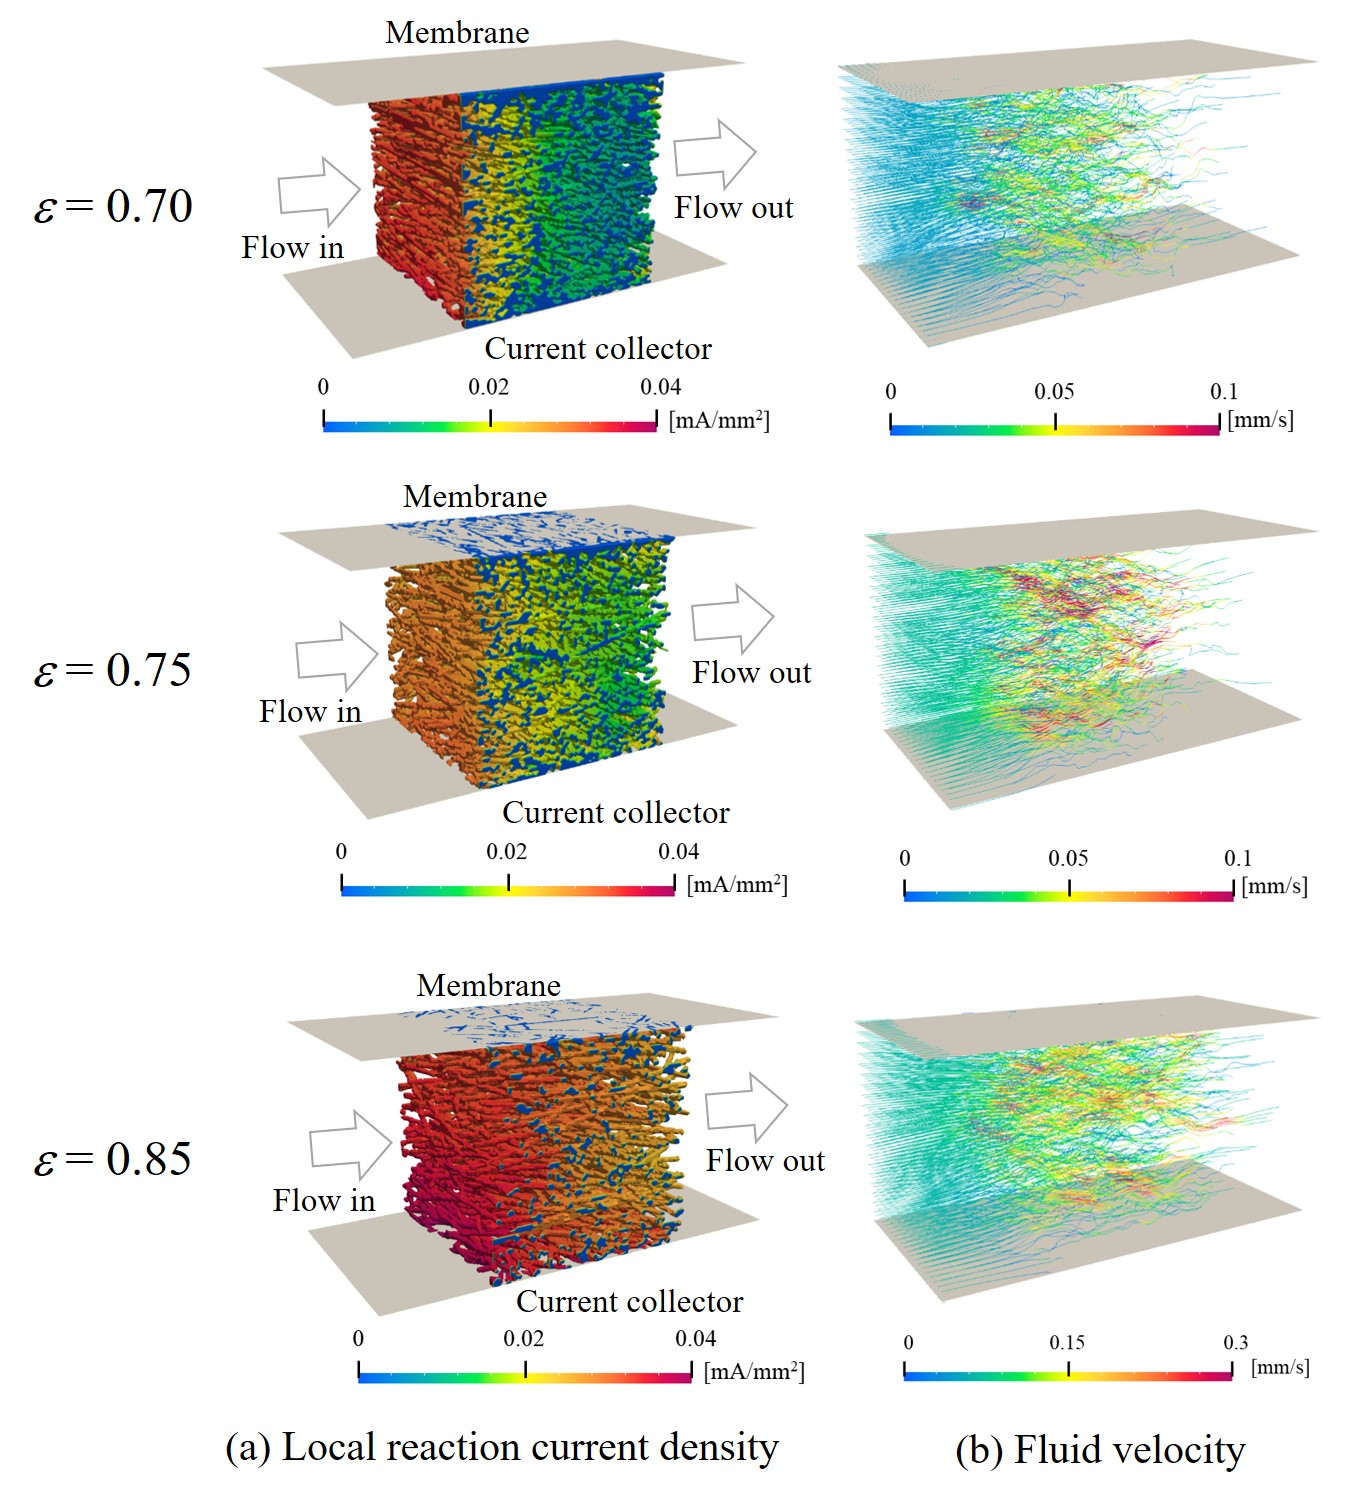 Membrane
ε = 0.70
Flow in
Flow out
Current collector
0 0.02 0.04
[mA/mm²]
0 0.05 0.1
[mm/s]
Membrane
ε = 0.75
Flow in
Flow out
Current collector
0 0.02 0.04
[mA/mm²]
0 0.05 0.1
[mm/s]
Membrane
ε = 0.85
Flow in
Flow out
Current collector
0 0.02 0.04
[mA/mm²]
0 0.15 0.3
[mm/s]
(a) Local reaction current density
(b) Fluid velocity